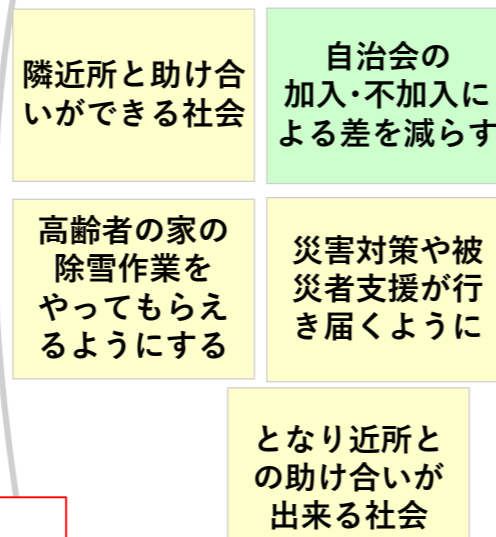 隣近所と助け合
いができる社会
自治会の
加入・不加入に
よる差を減らす
高齢者の家の
除雪作業を
やってもらえ
るようにする
災害対策や被
災者支援が行
き届くように
となり近所と
の助け合いが
出来る社会